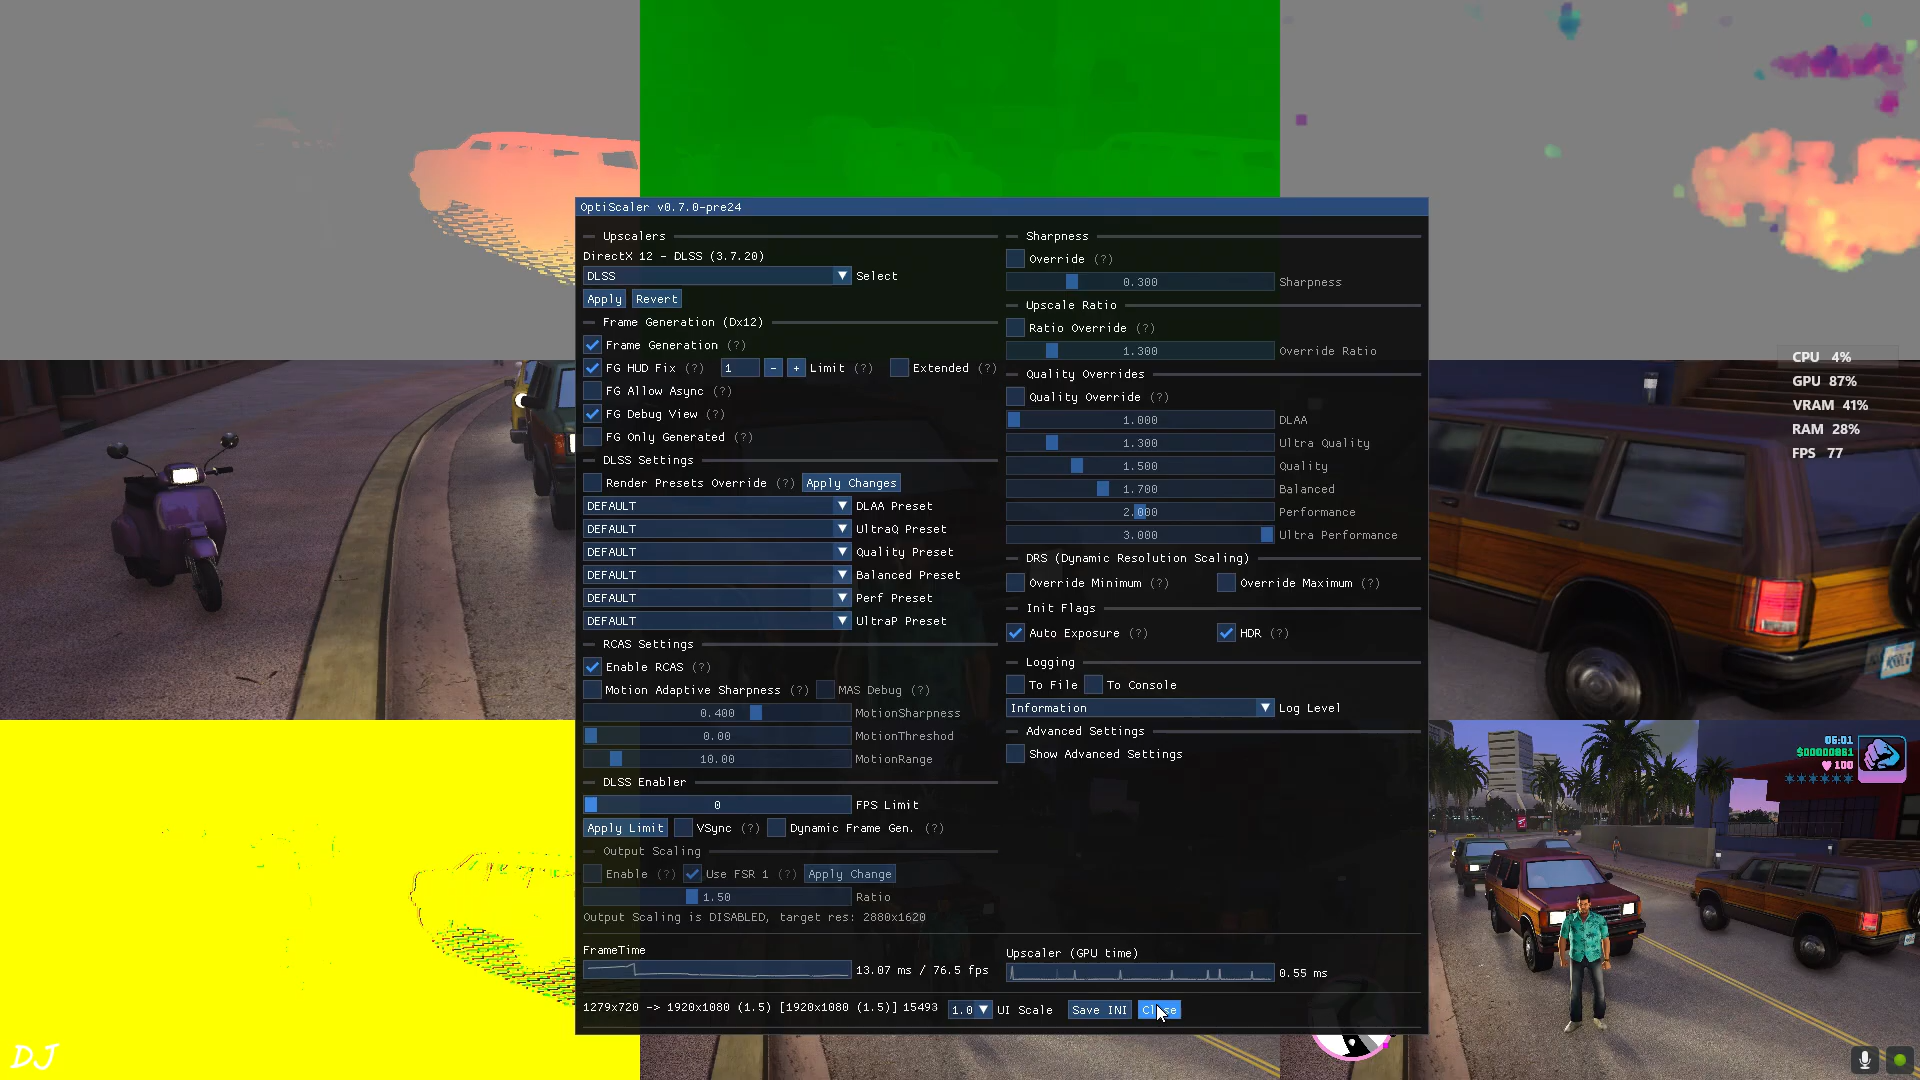 OptiScaler v0.7.0-pre24
Upscalers
DirectX 12 - DLSS (3.7.20)
DLSS Select
Apply Revert
Frame Generation (Dx12)
Frame Generation (?)
FG HUD Fix (?) 1 - + Limit (?) Extended (?)
FG Allow Async (?)
FG Debug View (?)
FG Only Generated (?)
DLSS Settings
Render Presets Override (?) Apply Changes
DEFAULT DLAA Preset
DEFAULT UltraQ Preset
DEFAULT Quality Preset
DEFAULT Balanced Preset
DEFAULT Perf Preset
DEFAULT UltraP Preset
RCAS Settings
Enable RCAS (?)
Motion Adaptive Sharpness (?) MAS Debug (?)
0.400 MotionSharpness
0.00 MotionThreshod
10.00 MotionRange
DLSS Enabler
0 FPS Limit
Apply Limit VSync (?) Dynamic Frame Gen. (?)
Output Scaling
Enable (?) Use FSR 1 (?) Apply Change
1.50 Ratio
Output Scaling is DISABLED, target res: 2880x1620
Sharpness
Override (?)
0.300 Sharpness
Upscale Ratio
Ratio Override (?)
1.300 Override Ratio
Quality Overrides
Quality Override (?)
1.000 DLAA
1.300 Ultra Quality
1.500 Quality
1.700 Balanced
2.000 Performance
3.000 Ultra Performance
DRS (Dynamic Resolution Scaling)
Override Minimum (?) Override Maximum (?)
Init Flags
Auto Exposure (?) HDR (?)
Logging
To File To Console
Information Log Level
Advanced Settings
Show Advanced Settings
FrameTime
13.07 ms / 76.5 fps
Upscaler (GPU time)
0.55 ms
1279x720 -> 1920x1080 (1.5) [1920x1080 (1.5)] 15493 1.0 UI Scale Save INI Close
CPU 4%
GPU 87%
VRAM 41%
RAM 28%
FPS 77
06:01
$00000861
100
DJ